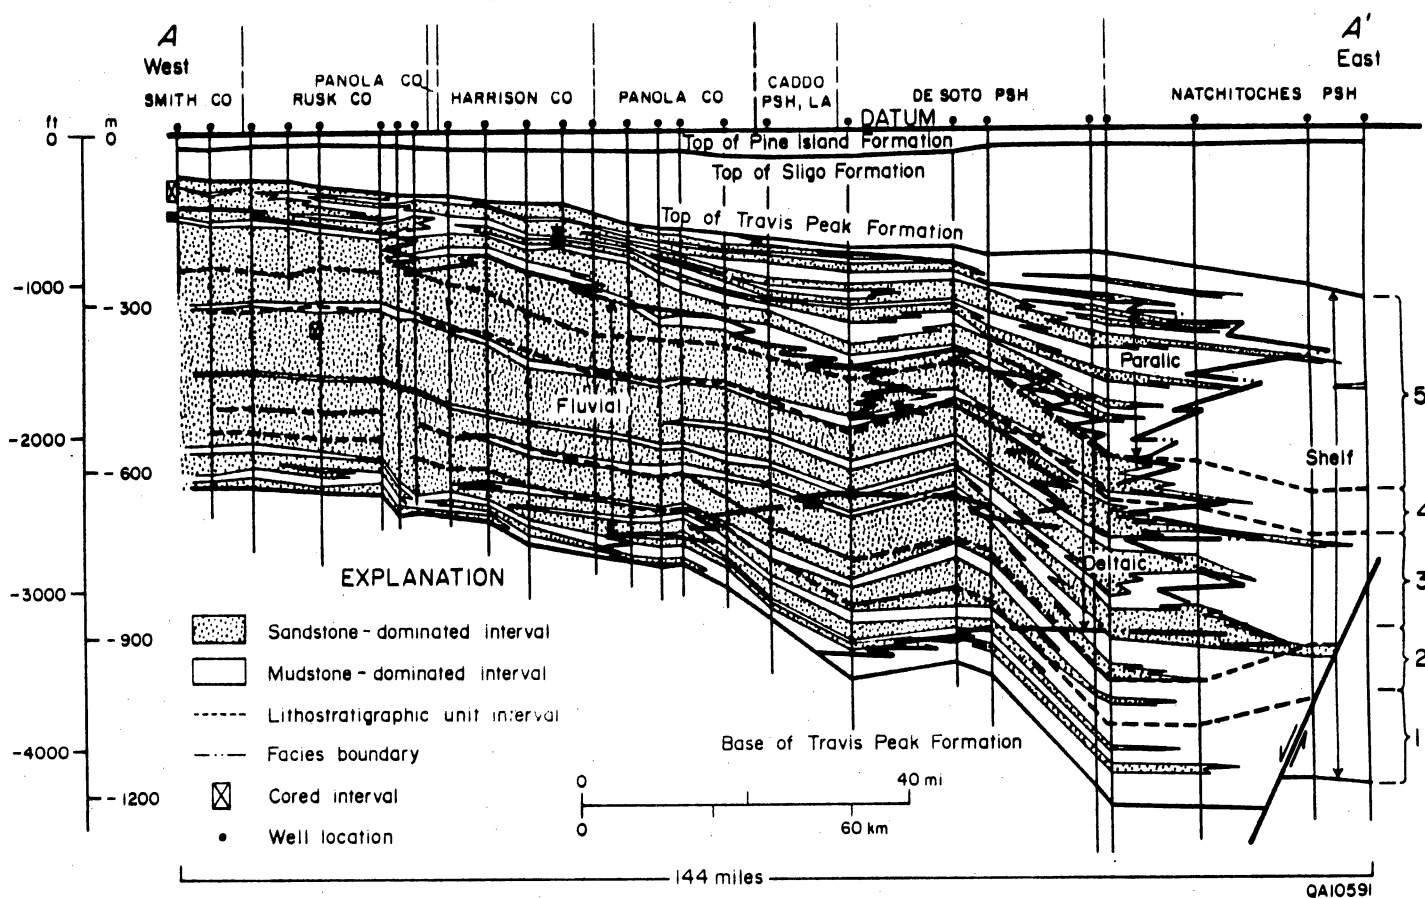 A
West
A'
East
SMITH CO
RUSK CO
PANOLA CO
HARRISON CO
PANOLA CO
CADDO
PSH, LA
DE SOTO PSH
NATCHITOCHES PSH
ft
m
0
0
DATUM
Top of Pine Island Formation
Top of Sligo Formation
Top of Travis Peak Formation
-1000
-300
Paralic
5
Fluvial
-2000
-600
Shelf
4
Deltaic
3
-3000
-900
2
-4000
-1200
1
Base of Travis Peak Formation
EXPLANATION
Sandstone-dominated interval
Mudstone-dominated interval
Lithostratigraphic unit interval
Facies boundary
Cored interval
Well location
0
40 mi
0
60 km
144 miles
QA10591